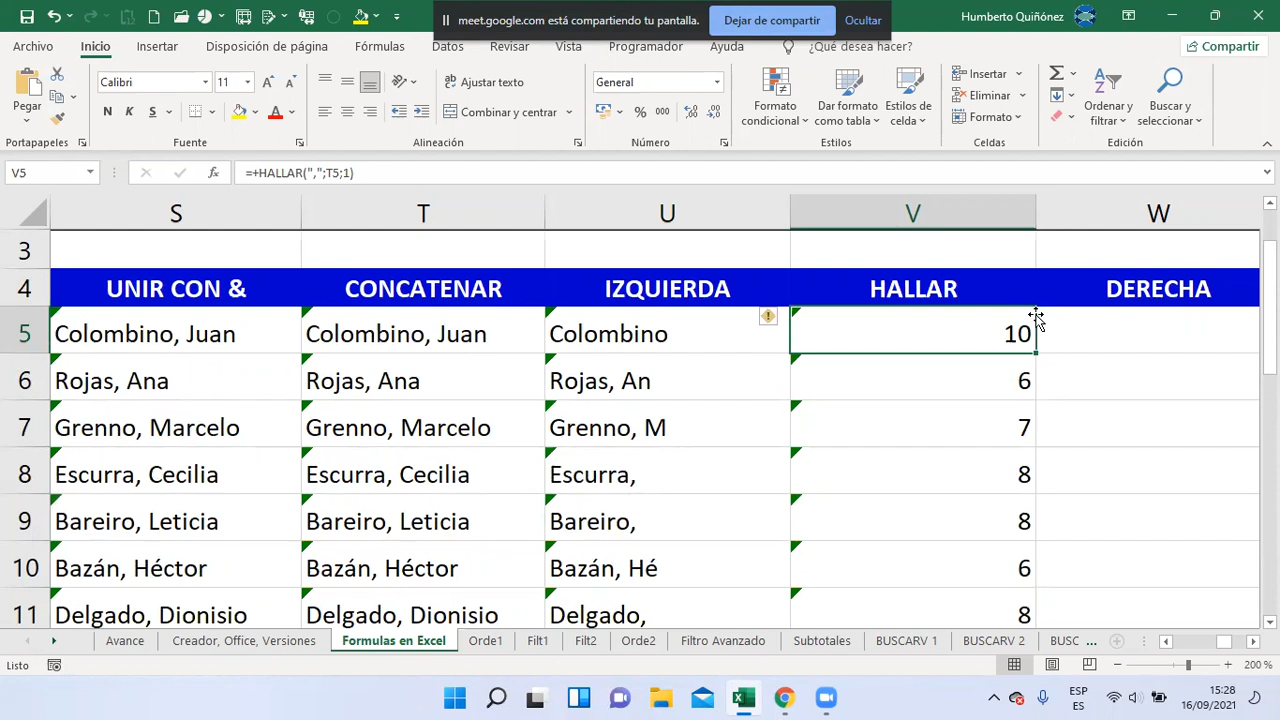 meet.google.com está compartiendo tu pantalla. Dejar de compartir Ocultar
Humberto Quiñónez
Archivo Inicio Insertar Disposición de página Fórmulas Datos Revisar Vista Programador Ayuda ¿Qué desea hacer? Compartir
Pegar
Calibri 11
N K S
Ajustar texto
Combinar y centrar
General
% 000
Formato condicional
Dar formato como tabla
Estilos de celda
Insertar
Eliminar
Formato
Ordenar y filtrar
Buscar y seleccionar
Portapapeles Fuente Alineación Número Estilos Celdas Edición
V5 fx =+HALLAR(",";T5;1)
S T U V W
3
4 UNIR CON & CONCATENAR IZQUIERDA HALLAR DERECHA
5 Colombino, Juan Colombino, Juan Colombino 10
6 Rojas, Ana Rojas, Ana Rojas, An 6
7 Grenno, Marcelo Grenno, Marcelo Grenno, M 7
8 Escurra, Cecilia Escurra, Cecilia Escurra, 8
9 Bareiro, Leticia Bareiro, Leticia Bareiro, 8
10 Bazán, Héctor Bazán, Héctor Bazán, Hé 6
11 Delgado, Dionisio Delgado, Dionisio Delgado, 8
Avance Creador, Office, Versiones Formulas en Excel Orde1 Filt1 Filt2 Orde2 Filtro Avanzado Subtotales BUSCARV 1 BUSCARV 2 BUSC ...
Listo 200 %
ESP
ES
15:28
16/09/2021